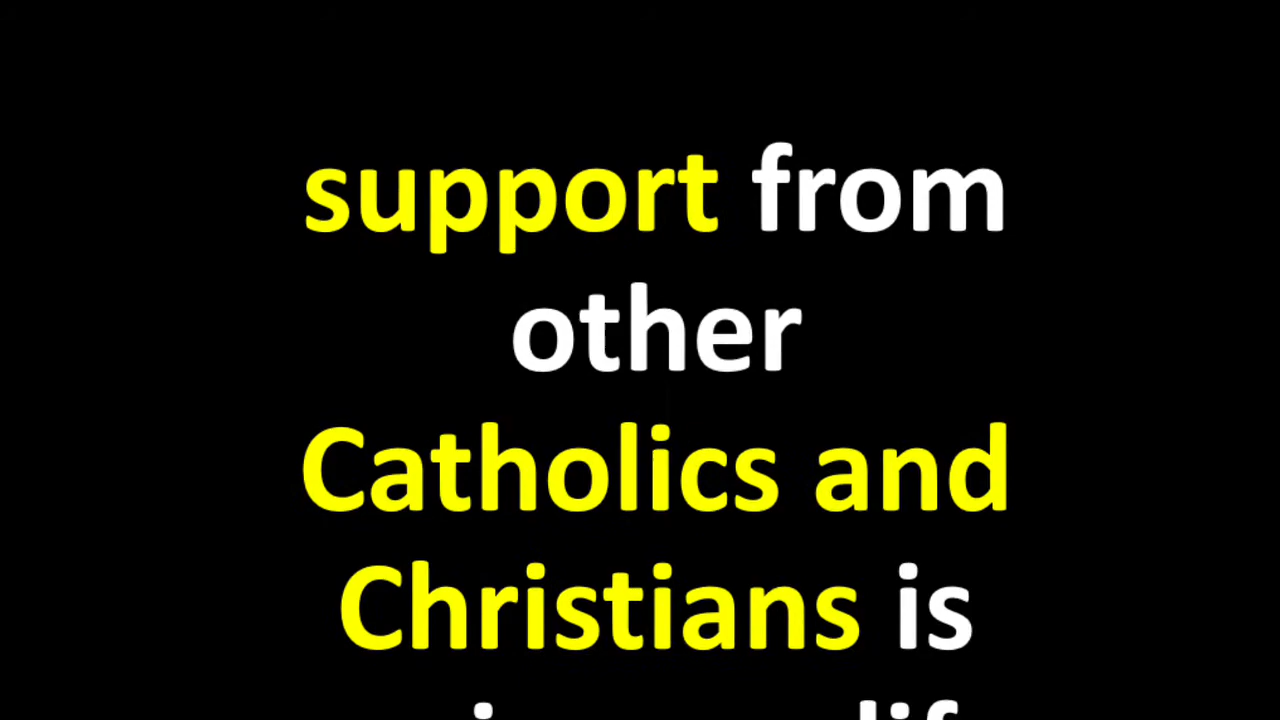 support from
other
Catholics and
Christians is